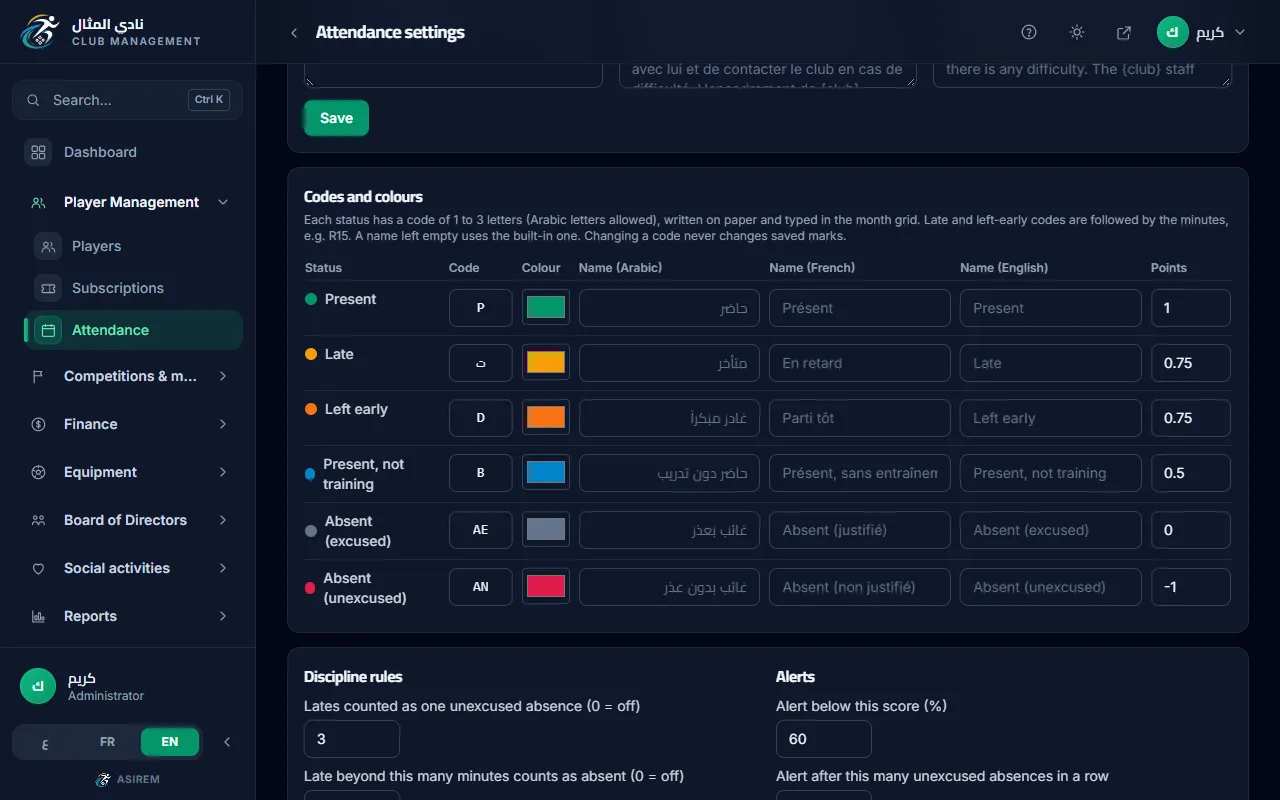 نادي المثال
CLUB MANAGEMENT
Search...
Ctrl K
Dashboard
Player Management
Players
Subscriptions
Attendance
Competitions & m...
Finance
Equipment
Board of Directors
Social activities
Reports
كريم
Administrator
ع
FR
EN
ASIREM
Attendance settings
ك
كريم
avec lui et de contacter le club en cas de
there is any difficulty. The {club} staff
Save
Codes and colours
Each status has a code of 1 to 3 letters (Arabic letters allowed), written on paper and typed in the month grid. Late and left-early codes are followed by the minutes,
e.g. R15. A name left empty uses the built-in one. Changing a code never changes saved marks.
Status Code Colour Name (Arabic) Name (French) Name (English) Points
Present P حاضر Présent Present 1
Late ت متأخر En retard Late 0.75
Left early D غادر مبكراً Parti tôt Left early 0.75
Present, not
training B حاضر دون تدريب Présent, sans entraînem Present, not training 0.5
Absent
(excused) AE غائب بعذر Absent (justifié) Absent (excused) 0
Absent
(unexcused) AN غائب بدون عذر Absent (non justifié) Absent (unexcused) -1
Discipline rules
Lates counted as one unexcused absence (0 = off)
3
Late beyond this many minutes counts as absent (0 = off)
Alerts
Alert below this score (%)
60
Alert after this many unexcused absences in a row